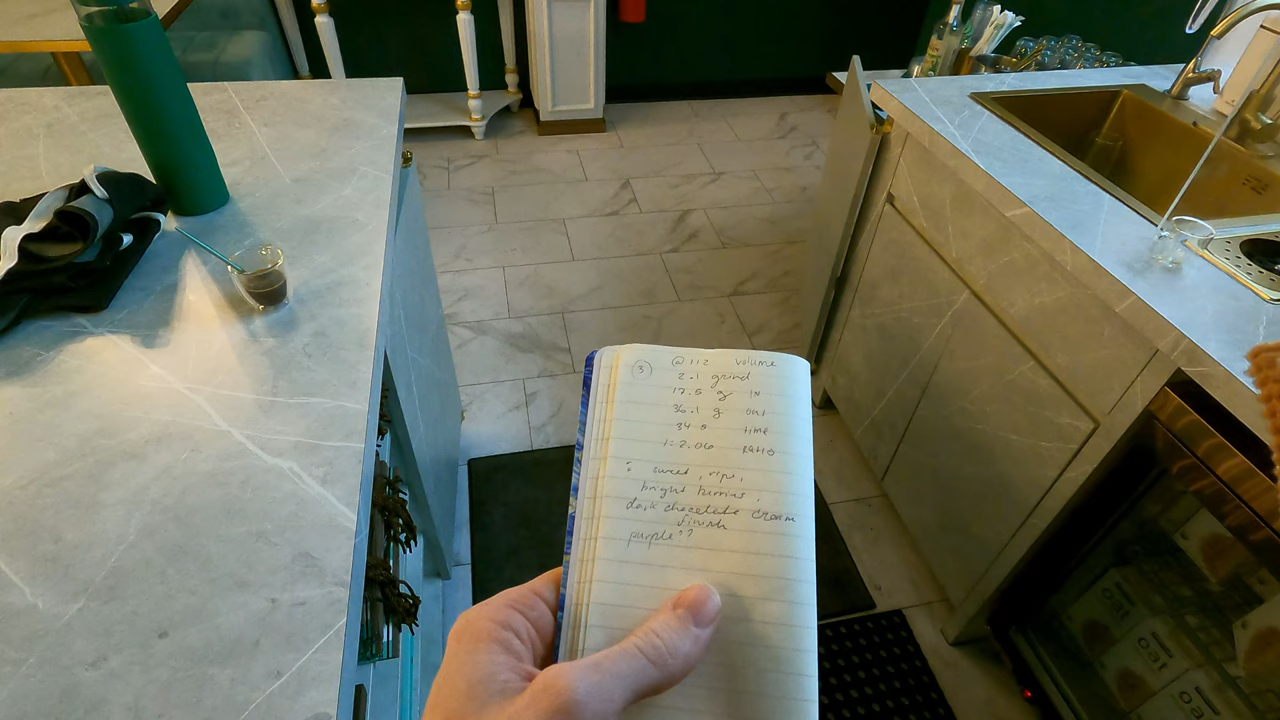 3 @ 112 volume
2.1 grind
17.5 g IN
36.1 g out
34 s time
1:2.06 ratio
: sweet, ripe,
bright
dark chocolate cream
finish
purple??